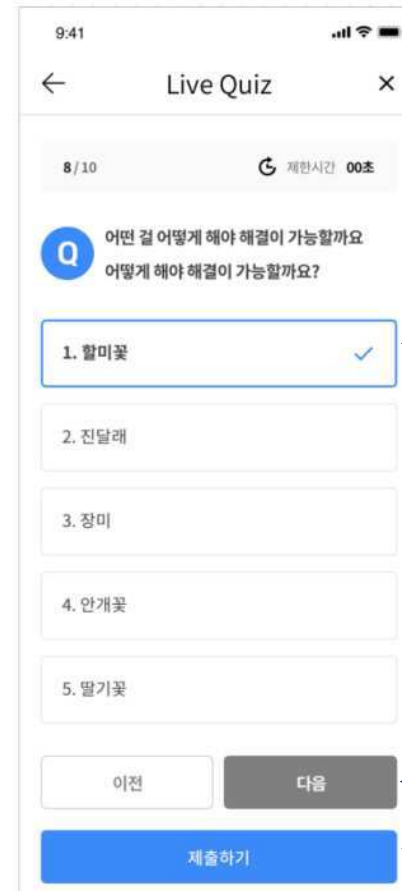 9:41
Live Quiz
8/10 제한시간 00초
Q
어떤 걸 어떻게 해야 해결이 가능할까요
어떻게 해야 해결이 가능할까요?
1. 할미꽃
2. 진달래
3. 장미
4. 안개꽃
5. 딸기꽃
이전 다음
제출하기